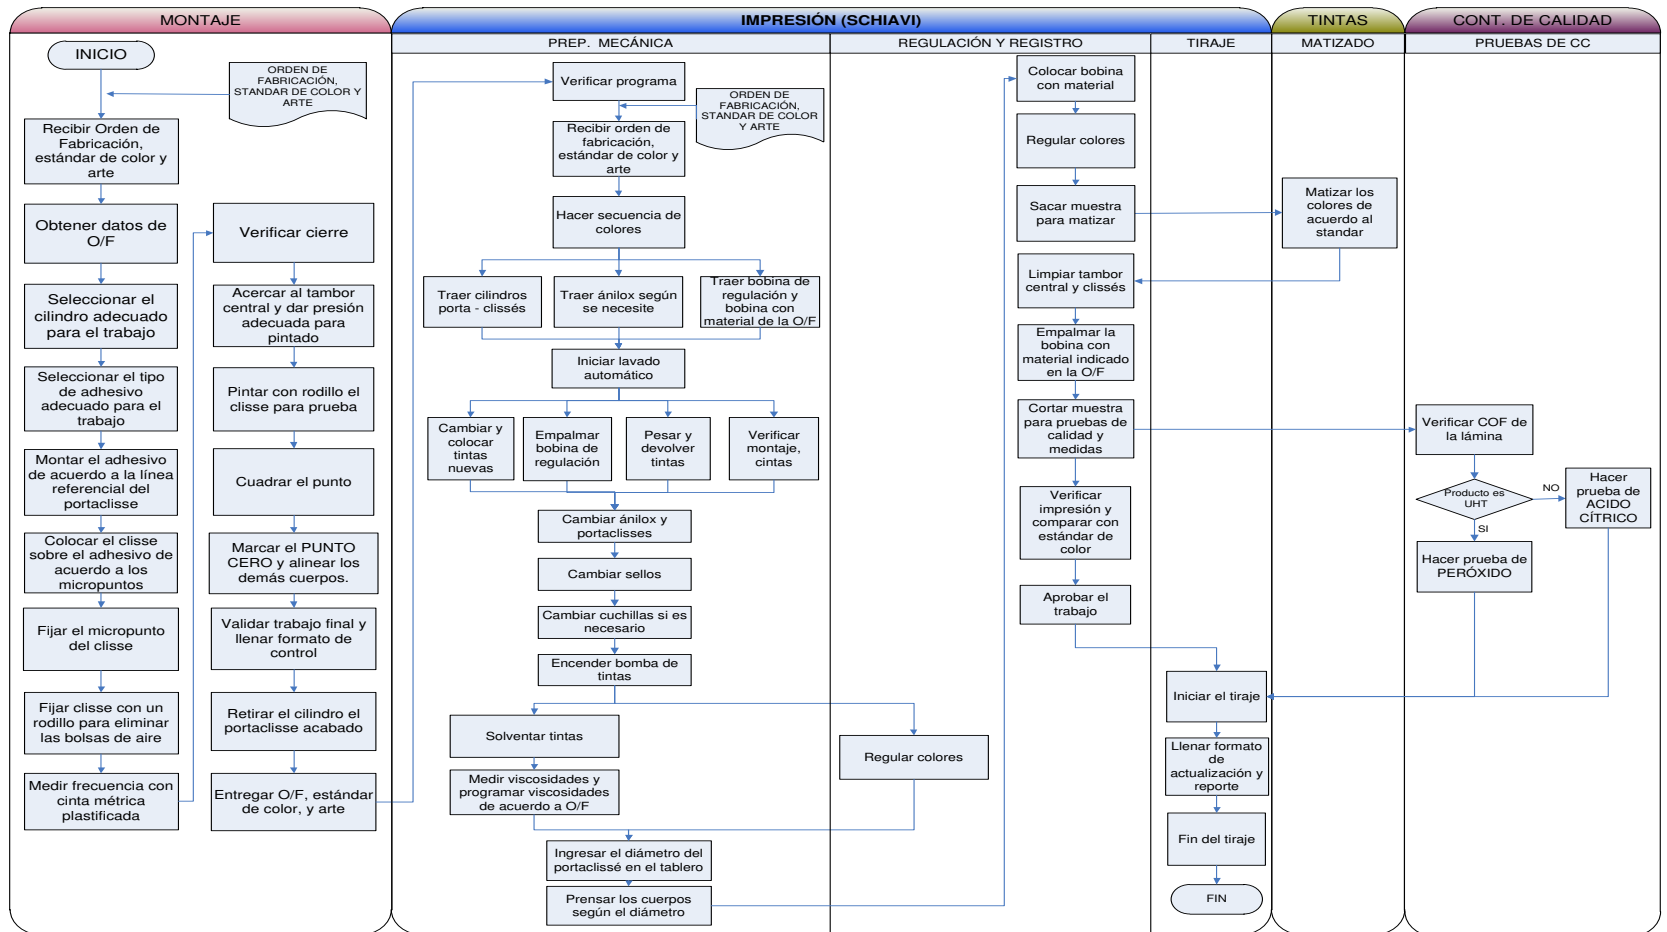 MONTAJE
IMPRESIÓN (SCHIAVI)
TINTAS
CONT. DE CALIDAD
PREP. MECÁNICA
REGULACIÓN Y REGISTRO
TIRAJE
MATIZADO
PRUEBAS DE CC
INICIO
ORDEN DE
FABRICACIÓN,
STANDAR DE COLOR Y
ARTE
Recibir Orden de
Fabricación,
estándar de color y
arte
Obtener datos de
O/F
Seleccionar el
cilindro adecuado
para el trabajo
Seleccionar el tipo
de adhesivo
adecuado para el
trabajo
Montar el adhesivo
de acuerdo a la línea
referencial del
portaclisse
Colocar el clisse
sobre el adhesivo de
acuerdo a los
micropuntos
Fijar el micropunto
del clisse
Fijar clisse con un
rodillo para eliminar
las bolsas de aire
Medir frecuencia con
cinta métrica
plastificada
Verificar cierre
Acercar al tambor
central y dar presión
adecuada para
pintado
Pintar con rodillo el
clisse para prueba
Cuadrar el punto
Marcar el PUNTO
CERO y alinear los
demás cuerpos.
Validar trabajo final y
llenar formato de
control
Retirar el cilindro el
portaclisse acabado
Entregar O/F, estándar
de color, y arte
Verificar programa
ORDEN DE
FABRICACIÓN,
STANDAR DE COLOR
Y ARTE
Recibir orden de
fabricación,
estándar de color y
arte
Hacer secuencia de
colores
Traer cilindros
porta - clissés
Traer ánilox según
se necesite
Traer bobina de
regulación y
bobina con
material de la O/F
Iniciar lavado
automático
Cambiar y
colocar
tintas
nuevas
Empalmar
bobina de
regulación
Pesar y
devolver
tintas
Verificar
montaje,
cintas
Cambiar ánilox y
portaclisses
Cambiar sellos
Cambiar cuchillas si es
necesario
Encender bomba de
tintas
Solventar tintas
Medir viscosidades y
programar viscosidades
de acuerdo a O/F
Regular colores
Ingresar el diámetro del
portaclissé en el tablero
Prensar los cuerpos
según el diámetro
Colocar bobina
con material
Regular colores
Sacar muestra
para matizar
Matizar los
colores de
acuerdo al
standar
Limpiar tambor
central y clissés
Empalmar la
bobina con
material indicado
en la O/F
Cortar muestra
para pruebas de
calidad y
medidas
Verificar
impresión y
comparar con
estándar de
color
Aprobar el
trabajo
Verificar COF de
la lámina
Producto es
UHT
NO
SI
Hacer
prueba de
ACIDO
CÍTRICO
Hacer prueba de
PERÓXIDO
Iniciar el tiraje
Llenar formato
de
actualización y
reporte
Fin del tiraje
FIN